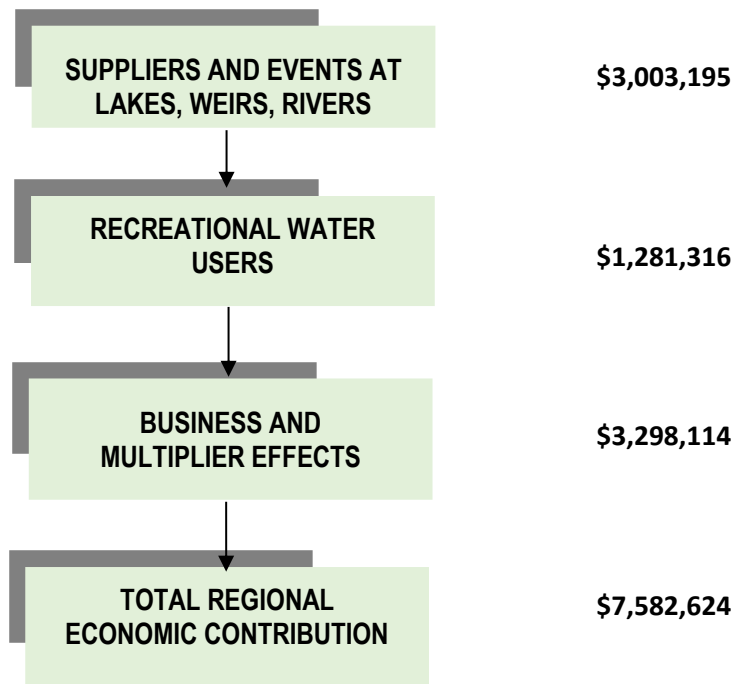 SUPPLIERS AND EVENTS AT
LAKES, WEIRS, RIVERS
$3,003,195
RECREATIONAL WATER
USERS
$1,281,316
BUSINESS AND
MULTIPLIER EFFECTS
$3,298,114
TOTAL REGIONAL
ECONOMIC CONTRIBUTION
$7,582,624